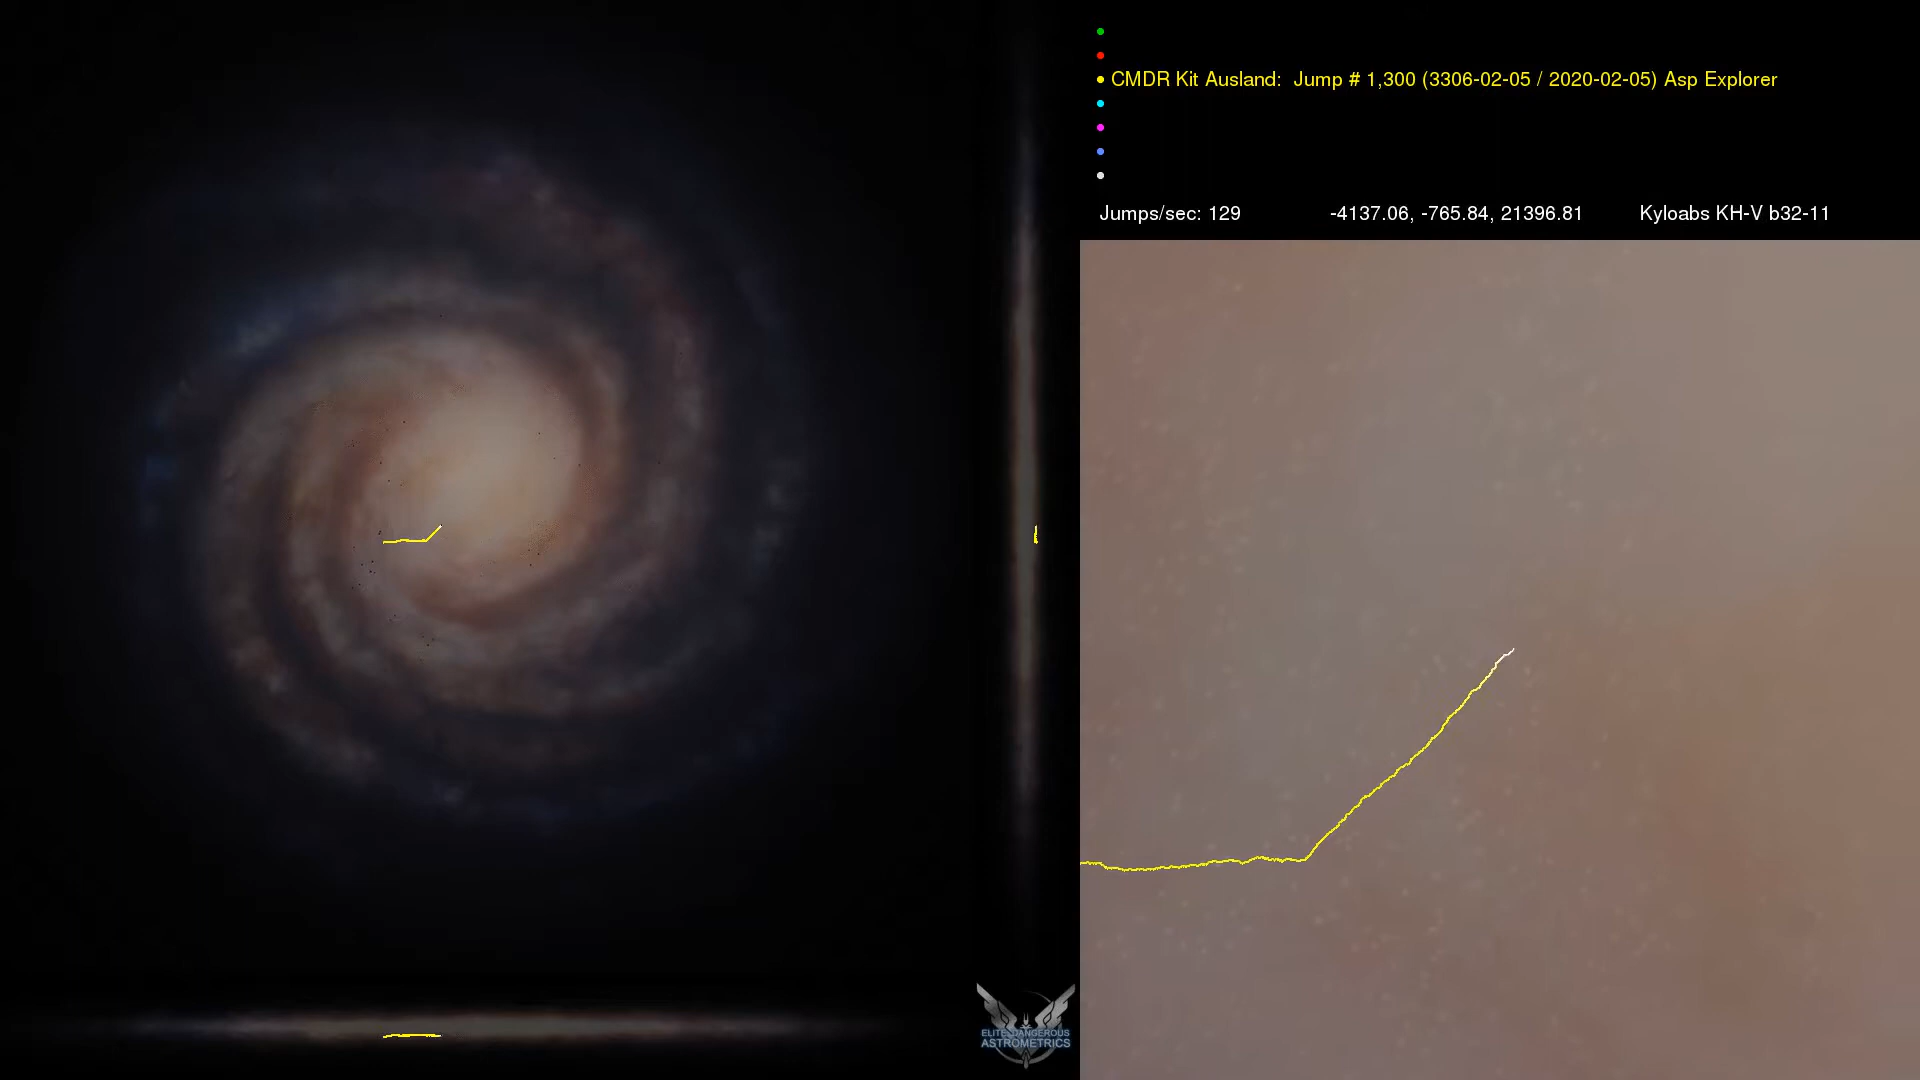 CMDR Kit Ausland: Jump # 1,300 (3306-02-05 / 2020-02-05) Asp Explorer
Jumps/sec: 129 -4137.06, -765.84, 21396.81 Kyloabs KH-V b32-11
ELITE DANGEROUS
ASTROMETRICS